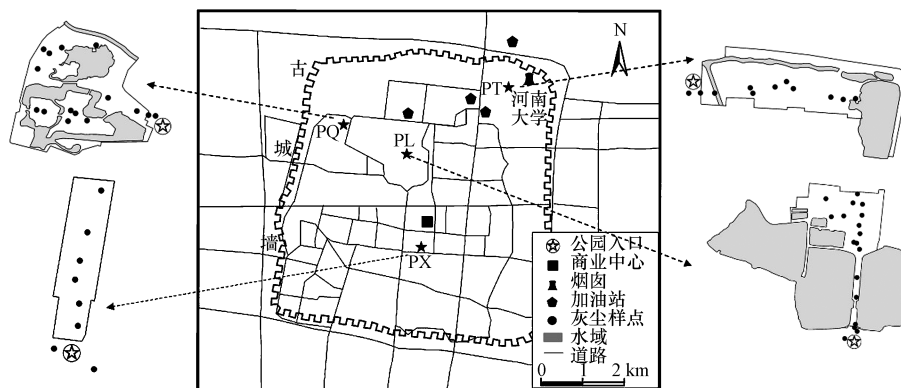 N
古
城
墙
PT
河南
大学
PQ
PL
PX
公园入口
商业中心
烟囱
加油站
灰尘样点
水域
道路
0 1 2 km